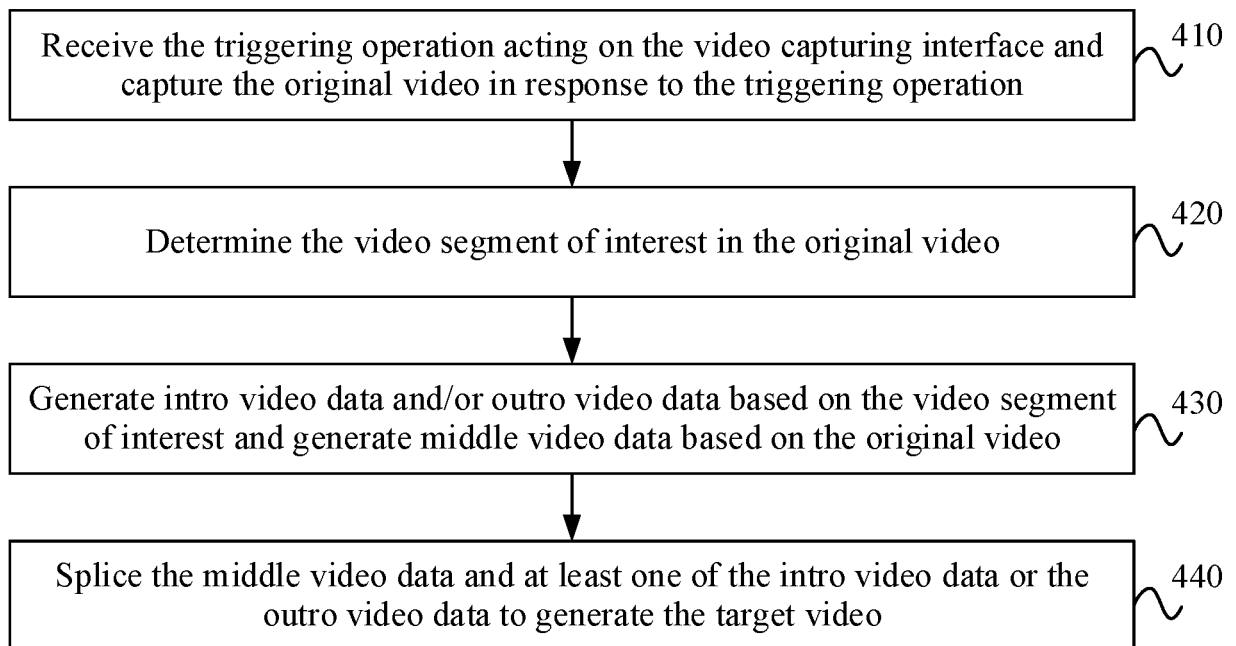 Receive the triggering operation acting on the video capturing interface and
capture the original video in response to the triggering operation
410
Determine the video segment of interest in the original video
420
Generate intro video data and/or outro video data based on the video segment
of interest and generate middle video data based on the original video
430
Splice the middle video data and at least one of the intro video data or the
outro video data to generate the target video
440